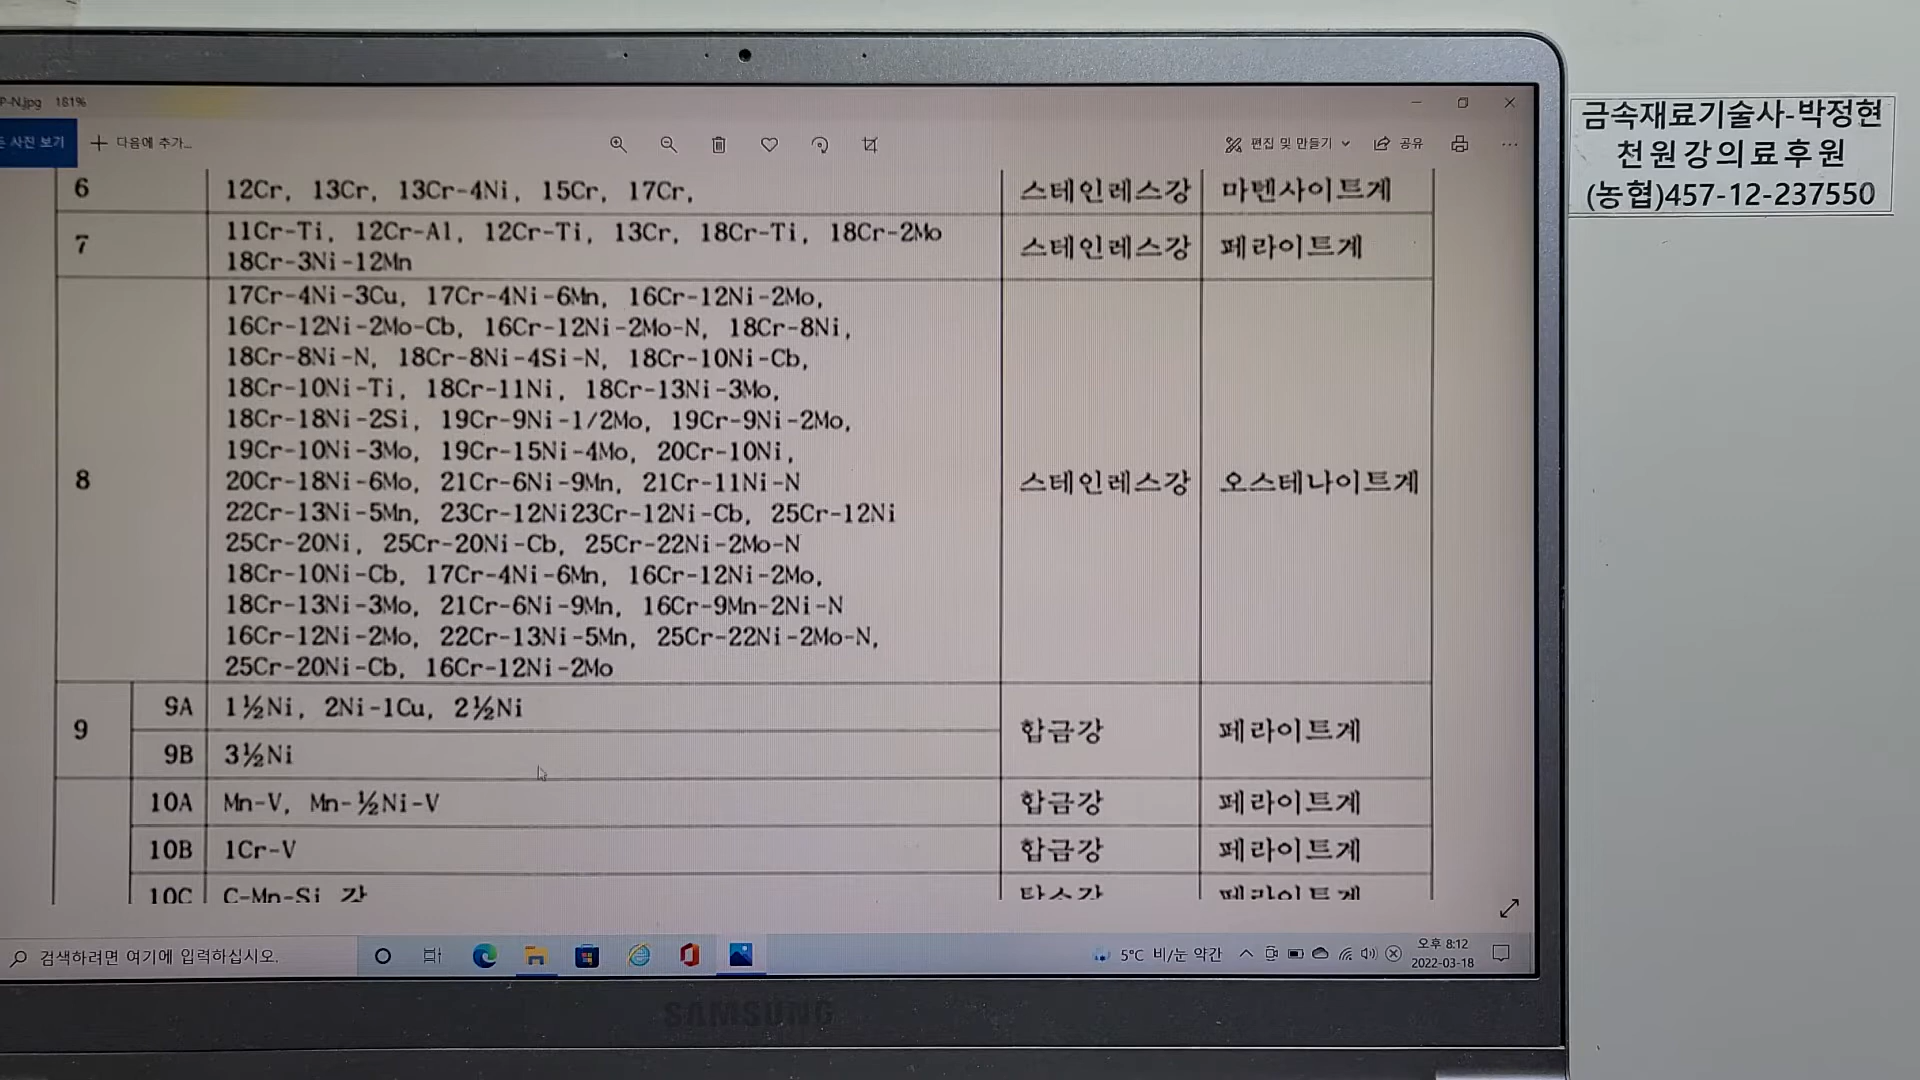 P-N.jpg 181%
사진 보기
다음에 추가...
편집 및 만들기
공유
금속재료기술사-박정현
천원강의료후원
(농협)457-12-237550
6 12Cr, 13Cr, 13Cr-4Ni, 15Cr, 17Cr, 스테인레스강 마텐사이트계
11Cr-Ti, 12Cr-Al, 12Cr-Ti, 13Cr, 18Cr-Ti, 18Cr-2Mo
7 18Cr-3Ni-12Mn 스테인레스강 페라이트계
17Cr-4Ni-3Cu, 17Cr-4Ni-6Mn, 16Cr-12Ni-2Mo,
16Cr-12Ni-2Mo-Cb, 16Cr-12Ni-2Mo-N, 18Cr-8Ni,
18Cr-8Ni-N, 18Cr-8Ni-4Si-N, 18Cr-10Ni-Cb,
18Cr-10Ni-Ti, 18Cr-11Ni, 18Cr-13Ni-3Mo,
18Cr-18Ni-2Si, 19Cr-9Ni-1/2Mo, 19Cr-9Ni-2Mo,
19Cr-10Ni-3Mo, 19Cr-15Ni-4Mo, 20Cr-10Ni,
8 20Cr-18Ni-6Mo, 21Cr-6Ni-9Mn, 21Cr-11Ni-N 스테인레스강 오스테나이트계
22Cr-13Ni-5Mn, 23Cr-12Ni23Cr-12Ni-Cb, 25Cr-12Ni
25Cr-20Ni, 25Cr-20Ni-Cb, 25Cr-22Ni-2Mo-N
18Cr-10Ni-Cb, 17Cr-4Ni-6Mn, 16Cr-12Ni-2Mo,
18Cr-13Ni-3Mo, 21Cr-6Ni-9Mn, 16Cr-9Mn-2Ni-N
16Cr-12Ni-2Mo, 22Cr-13Ni-5Mn, 25Cr-22Ni-2Mo-N,
25Cr-20Ni-Cb, 16Cr-12Ni-2Mo
9 9A 1½Ni, 2Ni-1Cu, 2½Ni 합금강 페라이트계
9B 3½Ni
10A Mn-V, Mn-½Ni-V 합금강 페라이트계
10B 1Cr-V 합금강 페라이트계
10C C-Mn-Si 강 탄소강 페라이트계
검색하려면 여기에 입력하십시오.
5°C 비/눈 약간
오후 8:12
2022-03-18
SAMSUNG